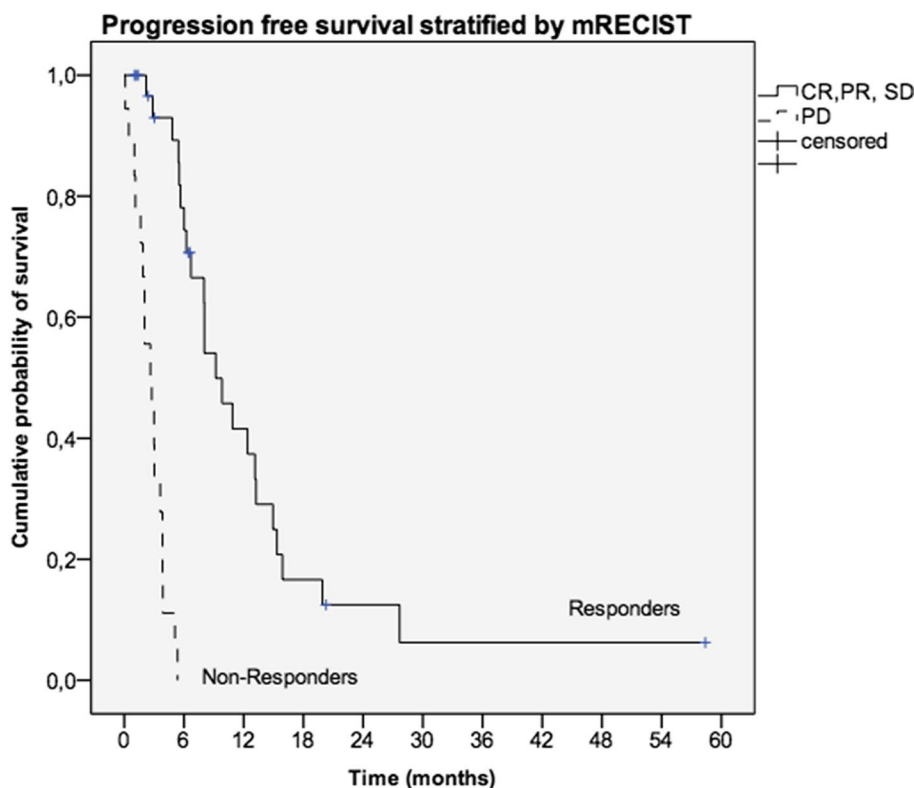 Progression free survival stratified by mRECIST
1,0
0,8
0,6
0,4
0,2
0,0
Cumulative probability of survival
CR,PR, SD
PD
censored
Responders
Non-Responders
0 6 12 18 24 30 36 42 48 54 60
Time (months)